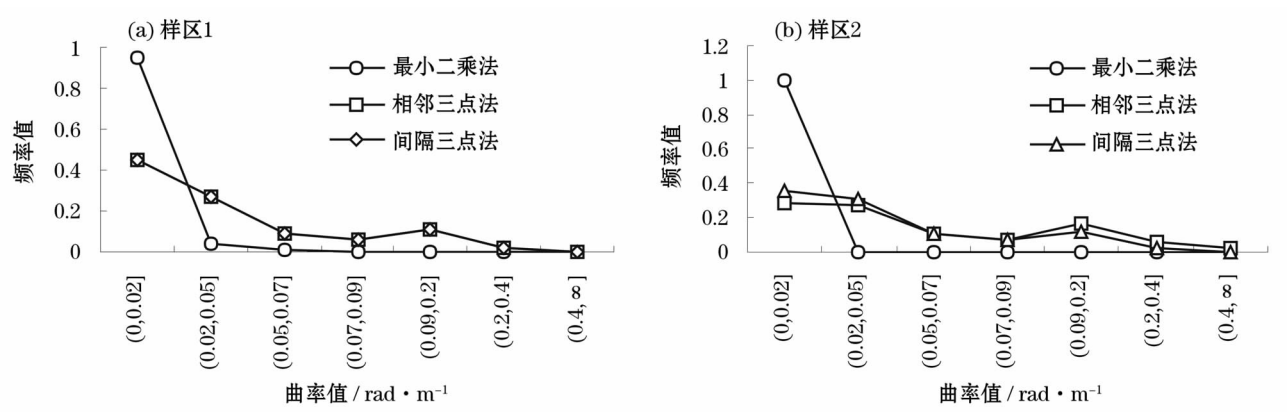 (a) 样区1
1
0.8
0.6
0.4
0.2
0
频率值
最小二乘法
相邻三点法
间隔三点法
(0,0.02]
(0.02,0.05]
(0.05,0.07]
(0.07,0.09]
(0.09,0.2]
(0.2,0.4]
(0.4,∞]
曲率值 / rad·m⁻¹
(b) 样区2
1.2
1
0.8
0.6
0.4
0.2
0
频率值
最小二乘法
相邻三点法
间隔三点法
(0,0.02]
(0.02,0.05]
(0.05,0.07]
(0.07,0.09]
(0.09,0.2]
(0.2,0.4]
(0.4,∞]
曲率值 / rad·m⁻¹